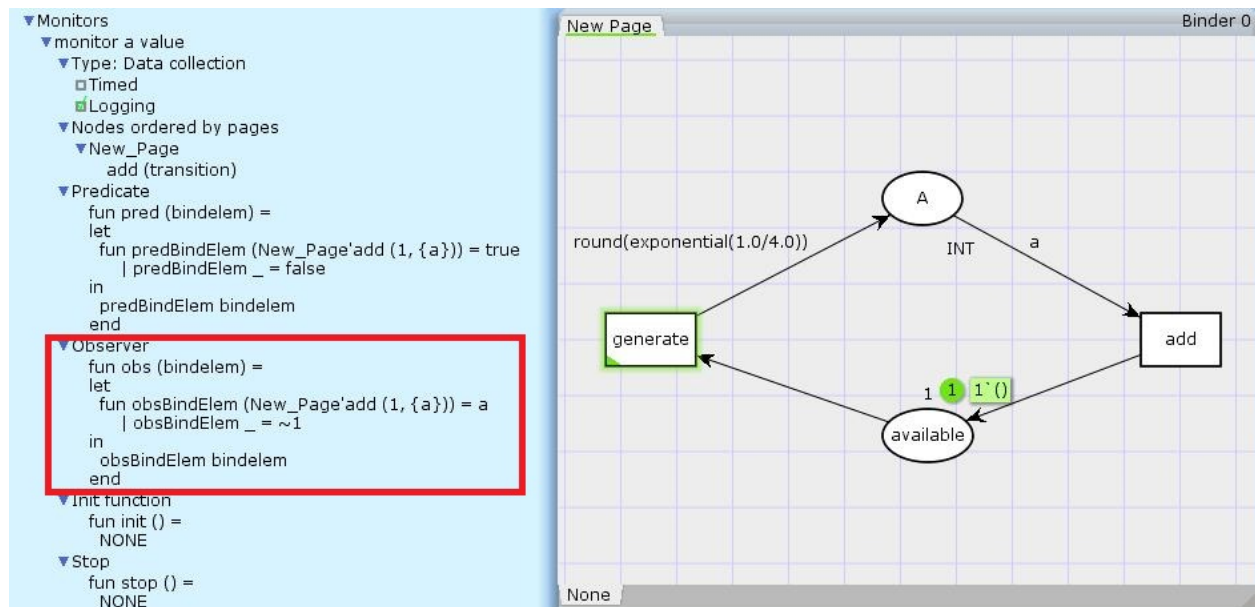 Monitors
monitor a value
Type: Data collection
Timed
Logging
Nodes ordered by pages
New_Page
add (transition)
Predicate
fun pred (bindelem) =
let
fun predBindElem (New_Page'add (1, {a})) = true
| predBindElem _ = false
in
predBindElem bindelem
end
Observer
fun obs (bindelem) =
let
fun obsBindElem (New_Page'add (1, {a})) = a
| obsBindElem _ = ~1
in
obsBindElem bindelem
end
Init function
fun init () =
NONE
Stop
fun stop () =
NONE
New Page
Binder 0
A
round(exponential(1.0/4.0))
INT
a
generate
add
1 1 1`()
available
None